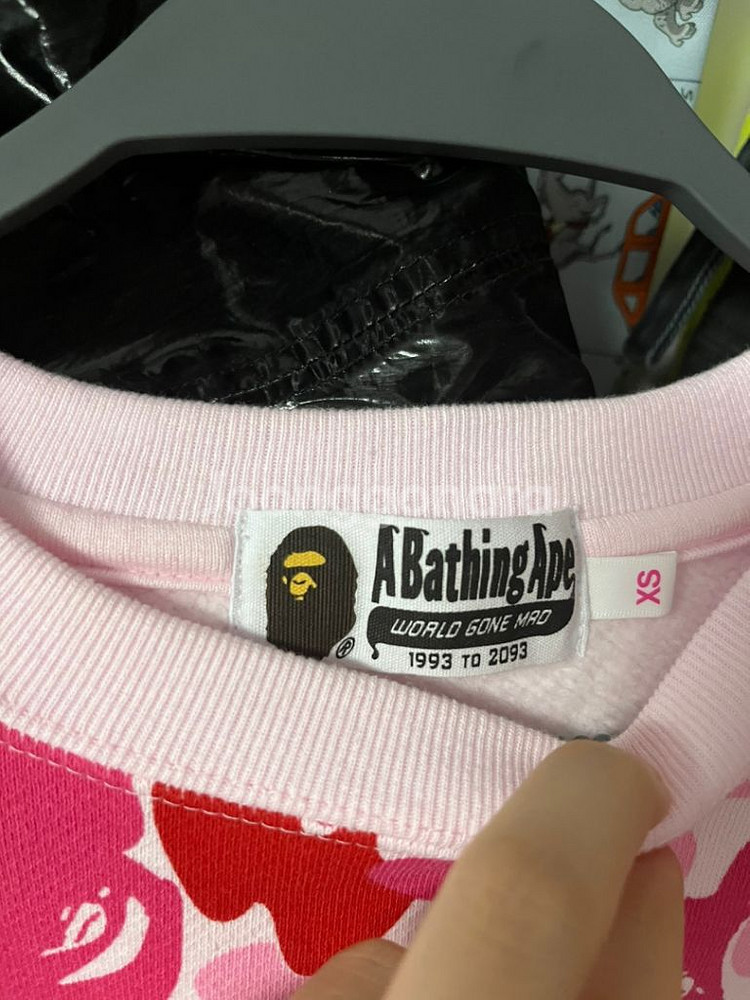 A Bathing Ape
®
WORLD GONE MAD
1993 TO 2093
XS